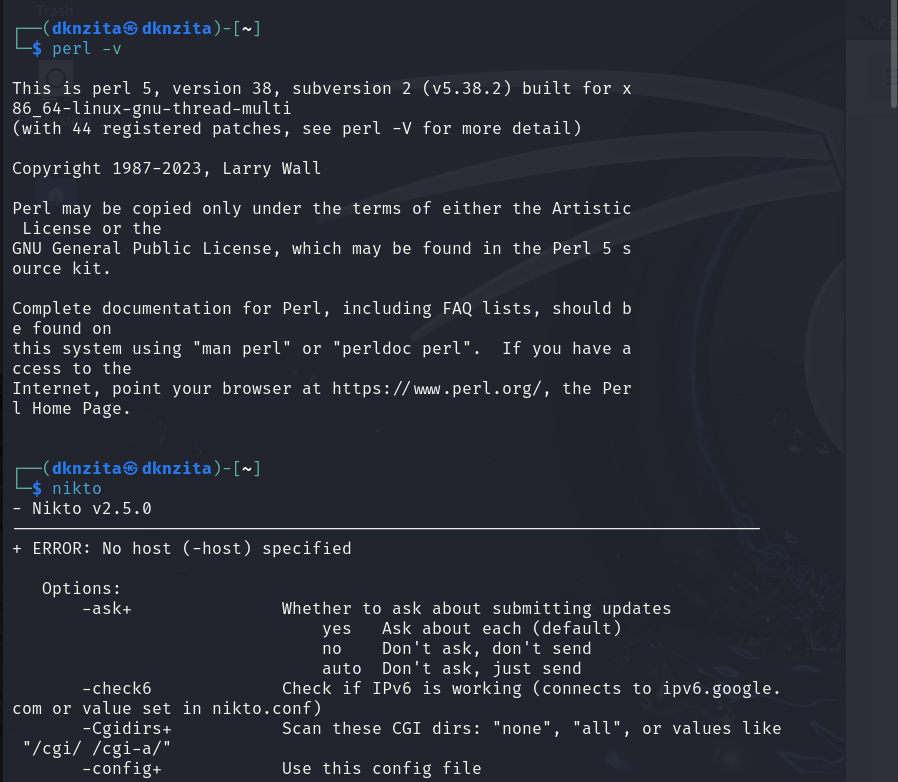 Trash
┌──(dknzita㉿dknzita)-[~]
└─$ perl -v
This is perl 5, version 38, subversion 2 (v5.38.2) built for x
86_64-linux-gnu-thread-multi
(with 44 registered patches, see perl -V for more detail)
Copyright 1987-2023, Larry Wall
Perl may be copied only under the terms of either the Artistic
 License or the
GNU General Public License, which may be found in the Perl 5 s
ource kit.
Complete documentation for Perl, including FAQ lists, should b
e found on
this system using "man perl" or "perldoc perl".  If you have a
ccess to the
Internet, point your browser at https://www.perl.org/, the Per
l Home Page.
┌──(dknzita㉿dknzita)-[~]
└─$ nikto
- Nikto v2.5.0
+ ERROR: No host (-host) specified
   Options:
       -ask+               Whether to ask about submitting updates
                               yes   Ask about each (default)
                               no    Don't ask, don't send
                               auto  Don't ask, just send
       -check6             Check if IPv6 is working (connects to ipv6.google.
com or value set in nikto.conf)
       -Cgidirs+           Scan these CGI dirs: "none", "all", or values like
 "/cgi/ /cgi-a/"
       -config+            Use this config file